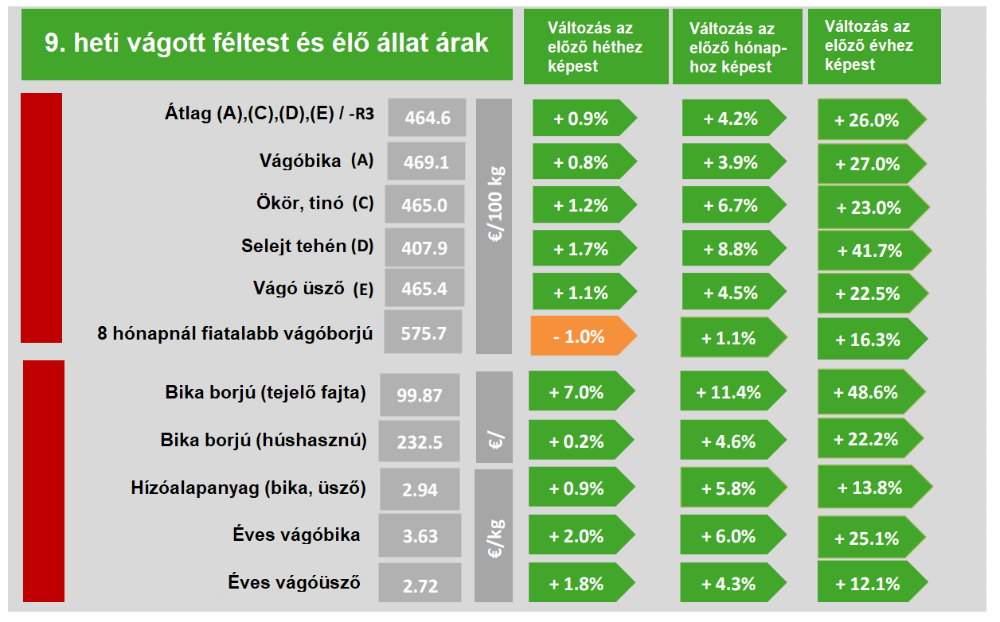 9. heti vágott féltest és élő állat árak
Változás az
előző héthez
képest
Változás az
előző hónap-
hoz képest
Változás az
előző évhez
képest
Átlag (A),(C),(D),(E) / -R3 464.6 + 0.9% + 4.2% + 26.0%
Vágóbika (A) 469.1 + 0.8% + 3.9% + 27.0%
Ökör, tinó (C) 465.0 + 1.2% + 6.7% + 23.0%
Selejt tehén (D) 407.9 + 1.7% + 8.8% + 41.7%
Vágó üsző (E) 465.4 + 1.1% + 4.5% + 22.5%
8 hónapnál fiatalabb vágóborjú 575.7 - 1.0% + 1.1% + 16.3%
€/100 kg
Bika borjú (tejelő fajta) 99.87 + 7.0% + 11.4% + 48.6%
Bika borjú (húshasznú) 232.5 + 0.2% + 4.6% + 22.2%
€/
Hízóalapanyag (bika, üsző) 2.94 + 0.9% + 5.8% + 13.8%
Éves vágóbika 3.63 + 2.0% + 6.0% + 25.1%
Éves vágóüsző 2.72 + 1.8% + 4.3% + 12.1%
€/kg